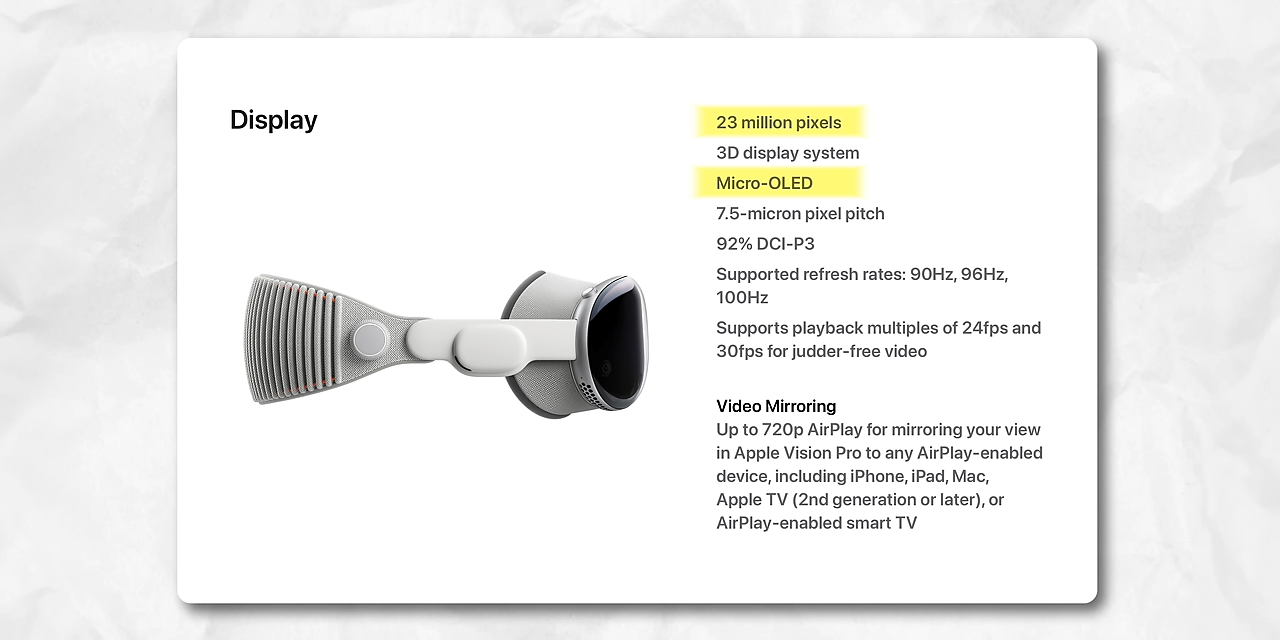 Display
23 million pixels
3D display system
Micro-OLED
7.5-micron pixel pitch
92% DCI-P3
Supported refresh rates: 90Hz, 96Hz,
100Hz
Supports playback multiples of 24fps and
30fps for judder-free video
Video Mirroring
Up to 720p AirPlay for mirroring your view
in Apple Vision Pro to any AirPlay-enabled
device, including iPhone, iPad, Mac,
Apple TV (2nd generation or later), or
AirPlay-enabled smart TV